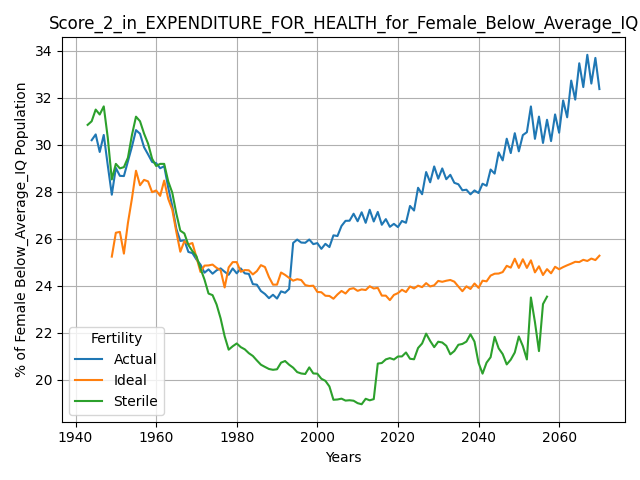 Score_2_in_EXPENDITURE_FOR_HEALTH_for_Female_Below_Average_IQ
% of Female Below_Average_IQ Population
34
32
30
28
26
24
22
20
Fertility
Actual
Ideal
Sterile
1940 1960 1980 2000 2020 2040 2060
Years